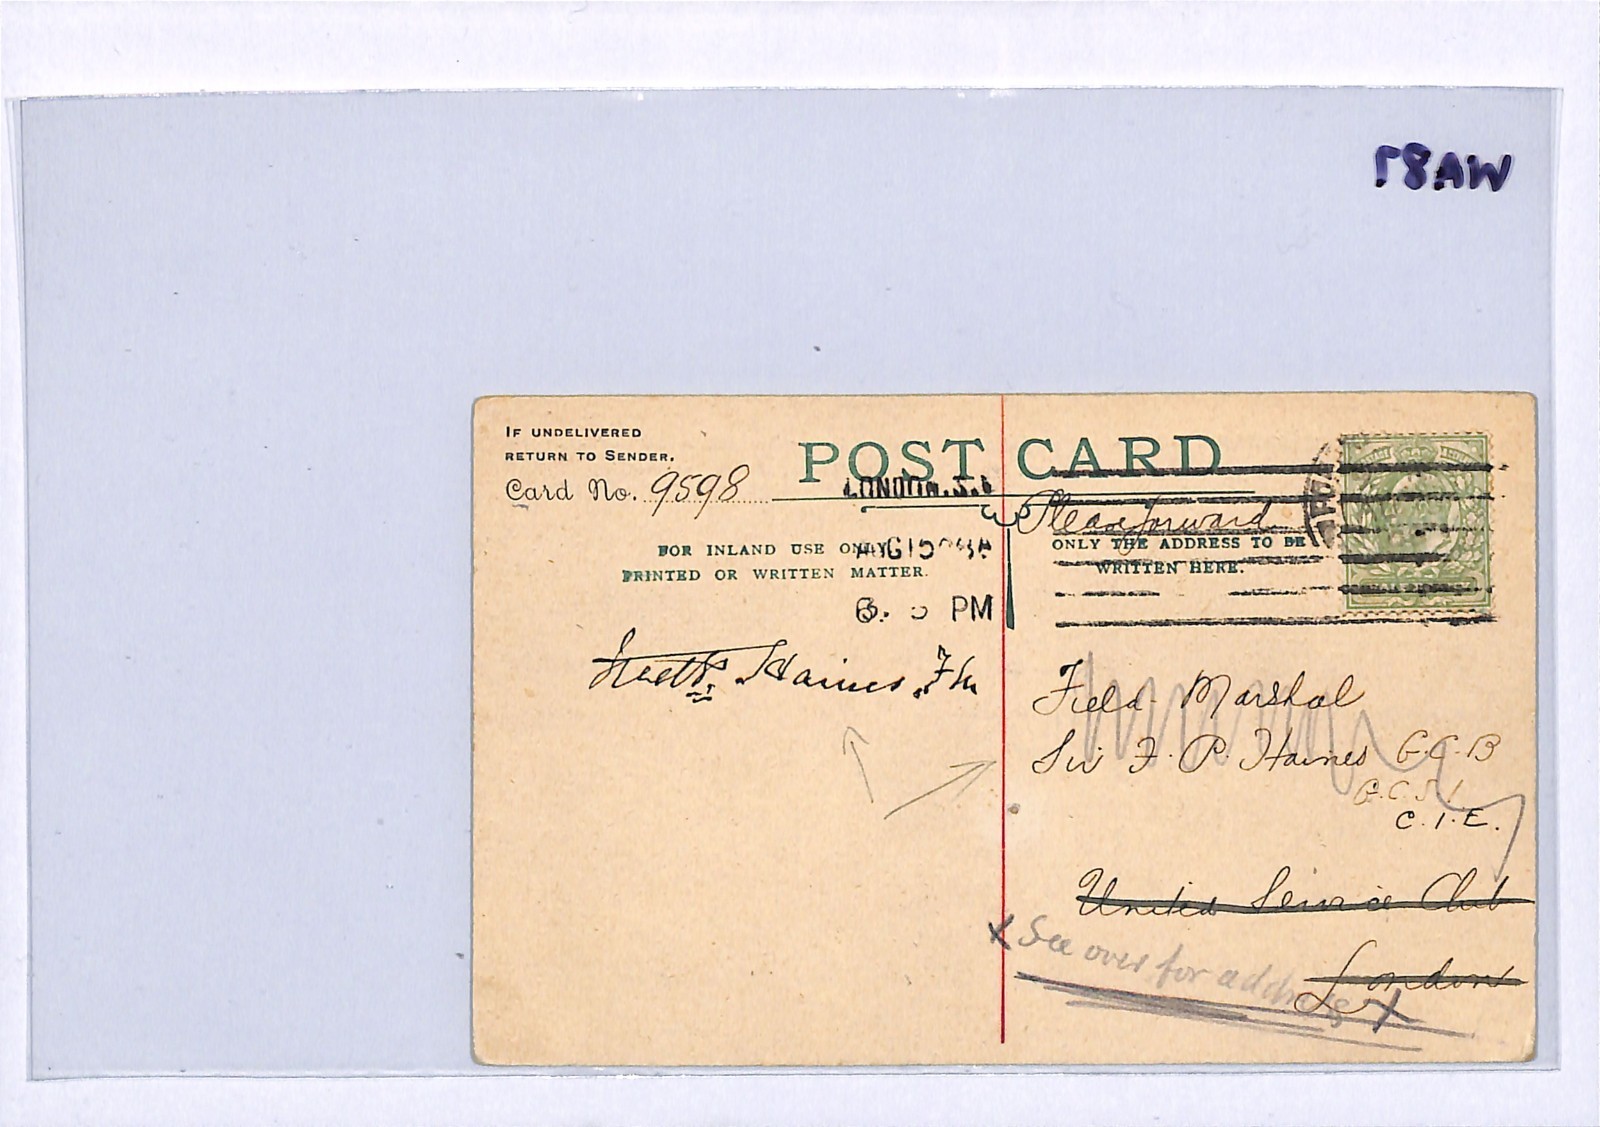 WA87
IF UNDELIVERED
RETURN TO SENDER.
Card No. 9598
POST CARD
LONDON. S.
Please forward
FOR INLAND USE ONLY
PRINTED OR WRITTEN MATTER.
ONLY THE ADDRESS TO BE
WRITTEN HERE.
PM
Haines F M
Field Marshal
Sir F. P. Haines G.C.B
G.C.S.I
C.I.E.
United Service Club
London
X See over for address X